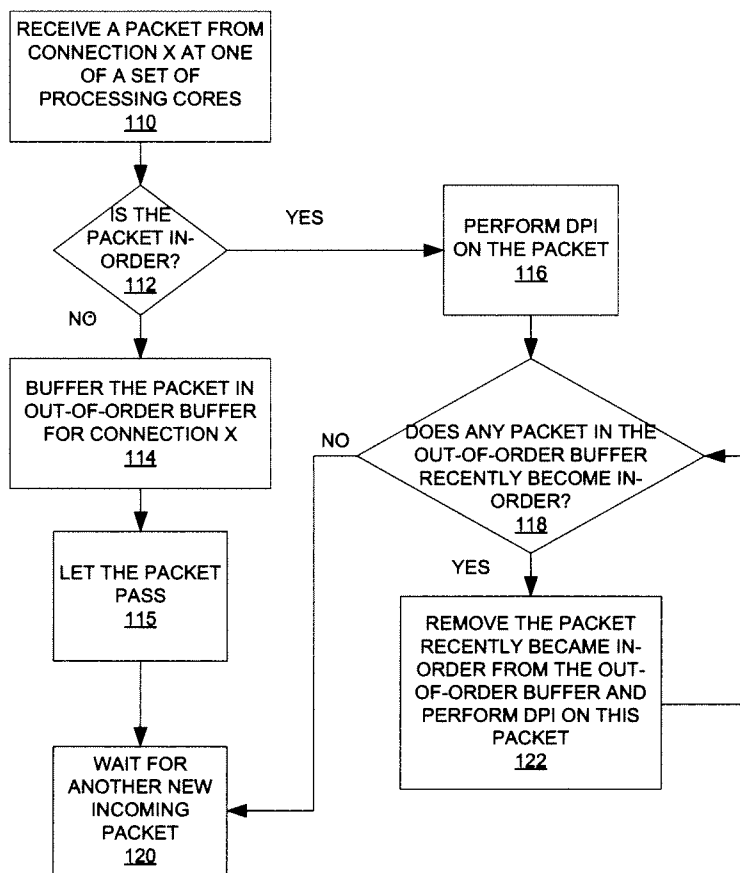 RECEIVE A PACKET FROM
CONNECTION X AT ONE
OF A SET OF
PROCESSING CORES
110
IS THE
PACKET IN-
ORDER?
112
YES
NO
PERFORM DPI
ON THE PACKET
116
BUFFER THE PACKET IN
OUT-OF-ORDER BUFFER
FOR CONNECTION X
114
NO
DOES ANY PACKET IN THE
OUT-OF-ORDER BUFFER
RECENTLY BECOME IN-
ORDER?
118
YES
LET THE PACKET
PASS
115
REMOVE THE PACKET
RECENTLY BECAME IN-
ORDER FROM THE OUT-
OF-ORDER BUFFER AND
PERFORM DPI ON THIS
PACKET
122
WAIT FOR
ANOTHER NEW
INCOMING
PACKET
120